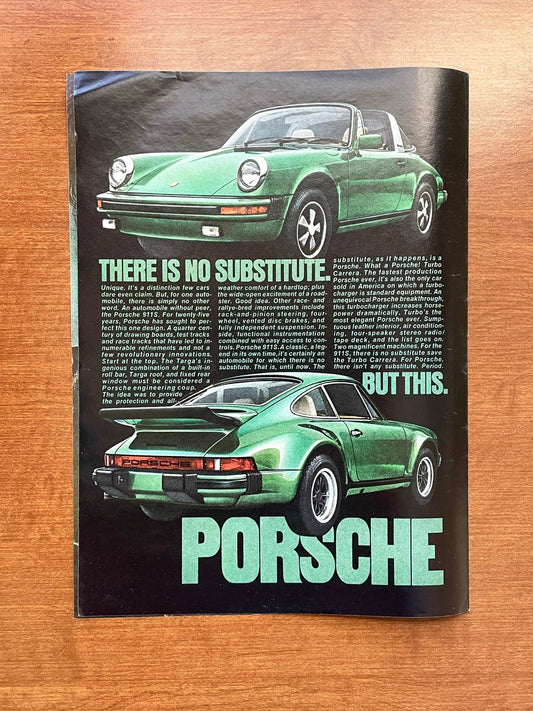 THERE IS NO SUBSTITUTE.
Unique. It's a distinctive few cars
dare even claim. But, for one auto-
mobile, there is simply no other
word. An automobile without peer:
the Porsche 911S. For twenty-five
years, Porsche has sought to per-
fect this one design. A quarter cen-
tury of drawing boards, test tracks
and race tracks that have led to in-
numerable refinements and not a
few revolutionary innovations.
Start at the top. The Targa's in-
genious combination of a built-in
roll bar, Targa roof, and fixed rear
window must be considered a
Porsche engineering coup.
The idea was to provide
the protection and all-
weather comfort of a hardtop; plus
the wide-open excitement of a road-
ster. Good idea. Other race- and
rallye-bred improvements include
rack-and-pinion steering, four-
wheel, vented disc brakes, and
fully independent suspension. In-
side, functional instrumentation
combined with easy access to con-
trols. Porsche 911S. A classic, a leg-
end in its own time, it's certainly an
automobile for which there is no
substitute. That is, until now. The
substitute, as it happens, is a
Porsche. What a Porsche! Turbo
Carrera. The fastest production
Porsche ever, it's also the only car
sold in America on which a turbo-
charger is standard equipment. An
unequivocal Porsche breakthrough,
this turbocharger increases horse-
power dramatically. Turbo's the
most elegant Porsche ever. Sump-
tuous leather interior, air condition-
ing, four-speaker stereo radio
tape deck, and the list goes on.
Two magnificent machines. For the
911S, there is no substitute save
the Turbo Carrera. For Porsche,
there isn't any substitute. Period.
BUT THIS.
PORSCHE
PORSCHE